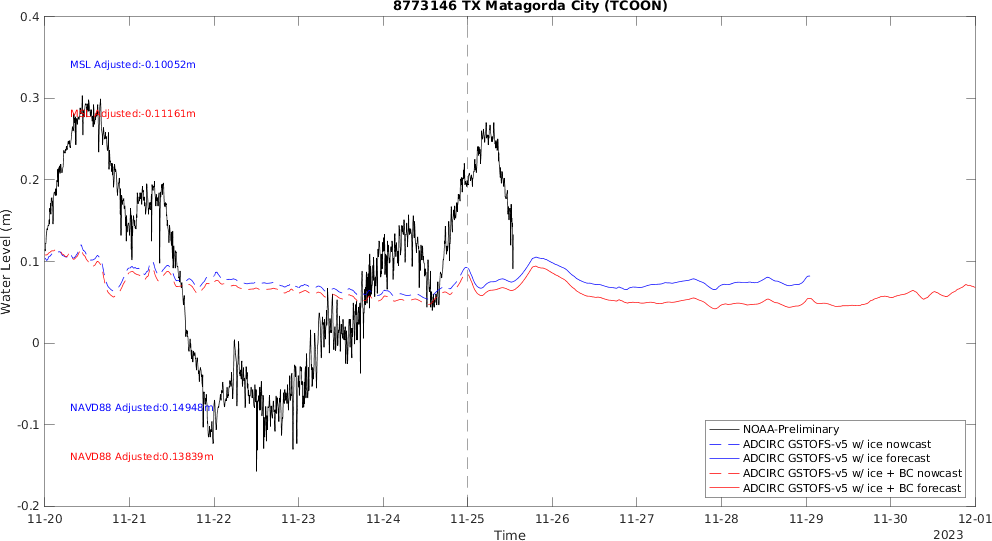 8773146 TX Matagorda City (TCOON)
Water Level (m)
0.4
0.3
0.2
0.1
0
-0.1
-0.2
MSL Adjusted:-0.10052m
MSL Adjusted:-0.11161m
NAVD88 Adjusted:0.14948m
NAVD88 Adjusted:0.13839m
NOAA-Preliminary
ADCIRC GSTOFS-v5 w/ ice nowcast
ADCIRC GSTOFS-v5 w/ ice forecast
ADCIRC GSTOFS-v5 w/ ice + BC nowcast
ADCIRC GSTOFS-v5 w/ ice + BC forecast
11-20 11-21 11-22 11-23 11-24 11-25 11-26 11-27 11-28 11-29 11-30 12-01
Time
2023